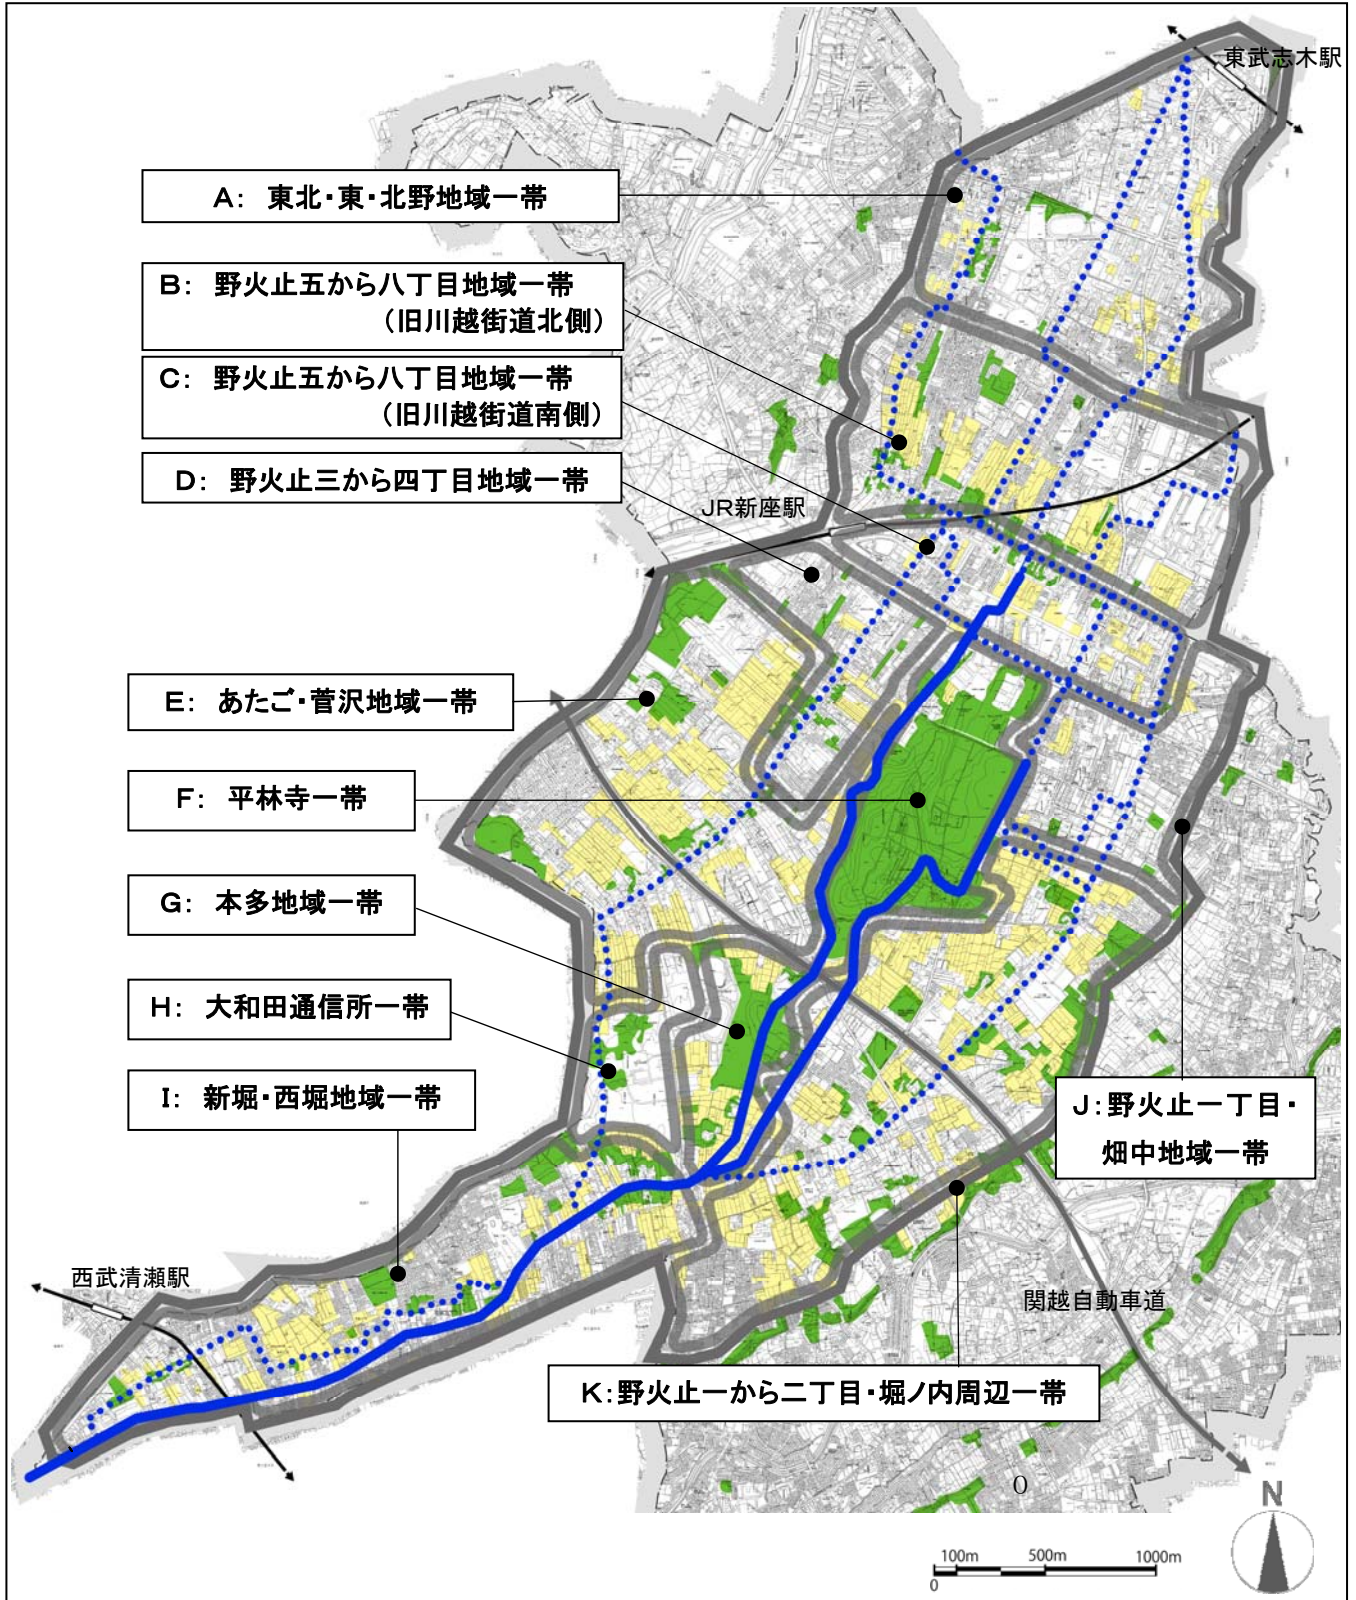 東武志木駅
A： 東北・東・北野地域一帯
B： 野火止五から八丁目地域一帯
（旧川越街道北側）
C： 野火止五から八丁目地域一帯
（旧川越街道南側）
D： 野火止三から四丁目地域一帯
JR新座駅
E： あたご・菅沢地域一帯
F： 平林寺一帯
G： 本多地域一帯
H： 大和田通信所一帯
I： 新堀・西堀地域一帯
J：野火止一丁目・
畑中地域一帯
西武清瀬駅
関越自動車道
K：野火止一から二丁目・堀ノ内周辺一帯
0
N
100m 500m 1000m
0